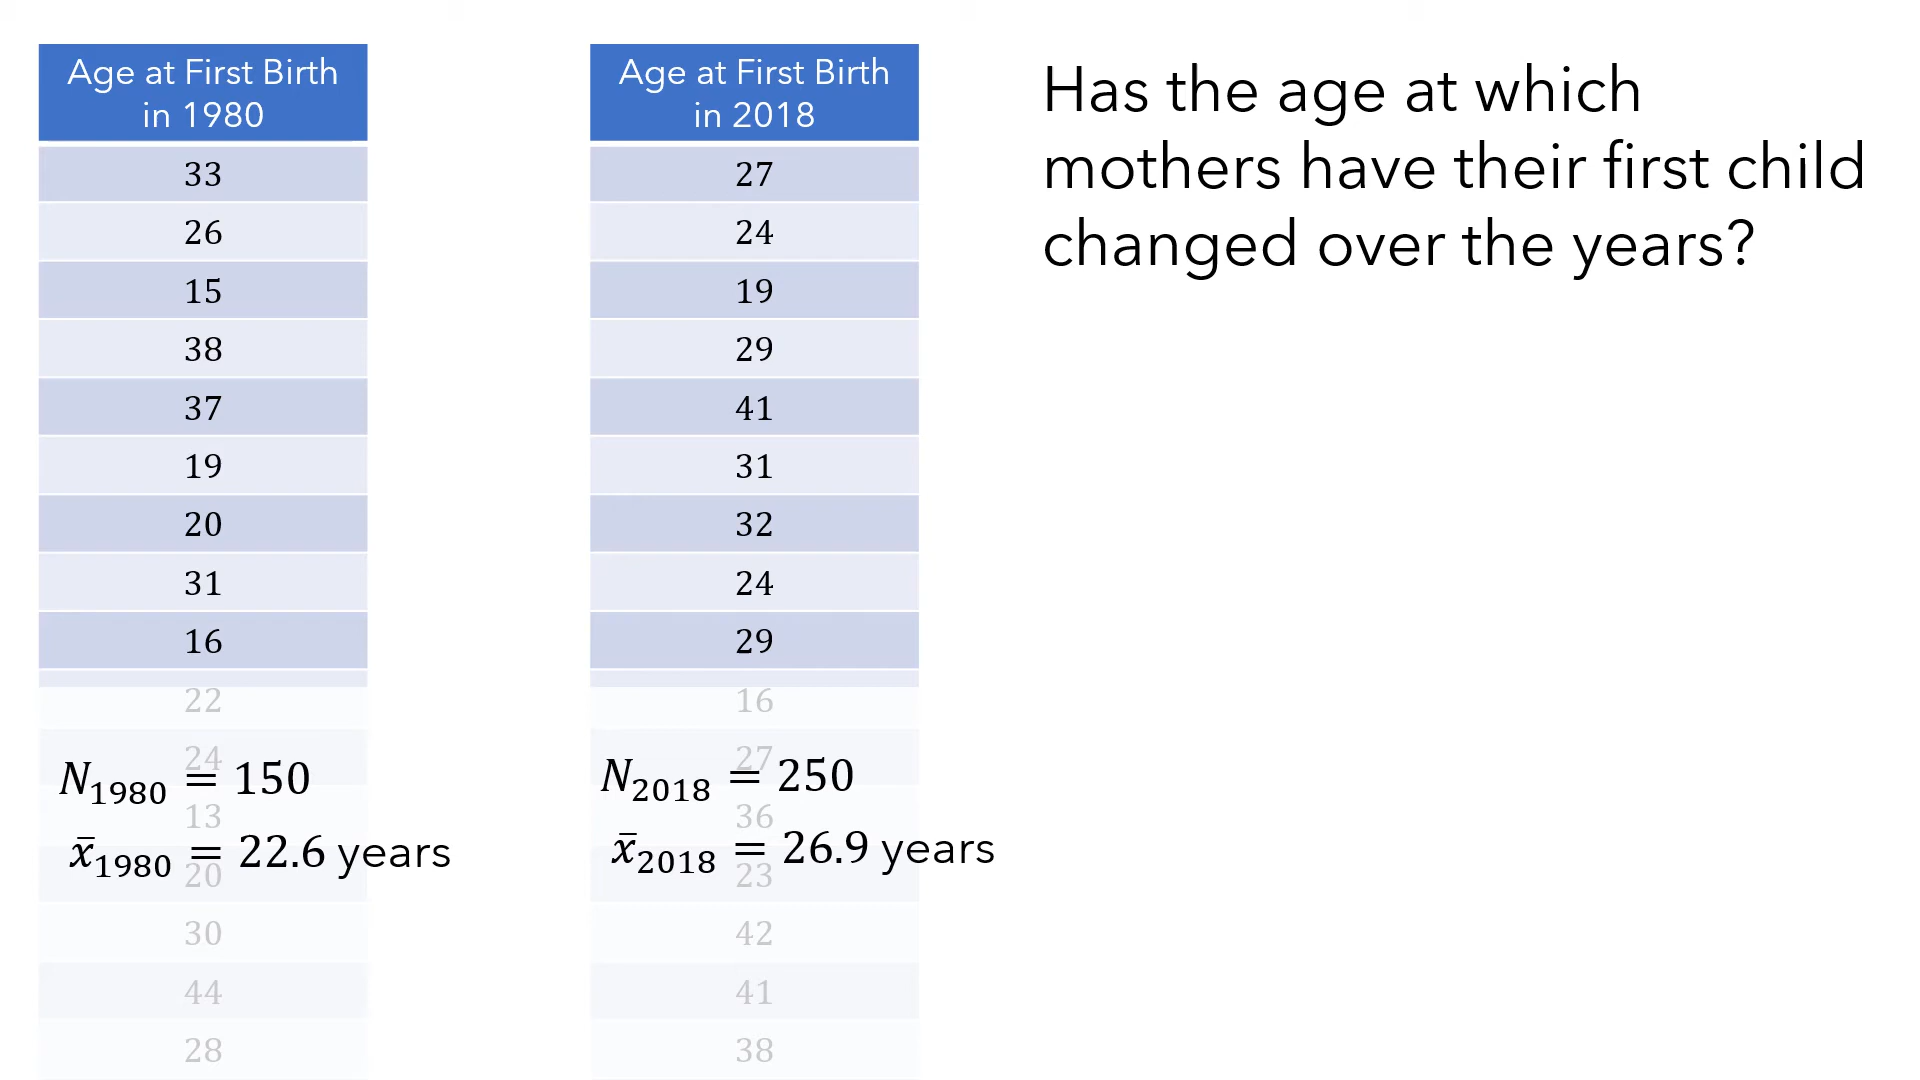 Age at First Birth
in 1980
33
26
15
38
37
19
20
31
16
22
24
N1980 = 150
13
x̄1980 = 22.6 years
20
30
44
28
Age at First Birth
in 2018
27
24
19
29
41
31
32
24
29
16
27
N2018 = 250
36
x̄2018 = 26.9 years
23
42
41
38
Has the age at which
mothers have their first child
changed over the years?